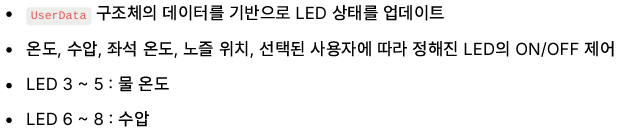 • UserData 구조체의 데이터를 기반으로 LED 상태를 업데이트
• 온도, 수압, 좌석 온도, 노즐 위치, 선택된 사용자에 따라 정해진 LED의 ON/OFF 제어
• LED 3 ~ 5 : 물 온도
• LED 6 ~ 8 : 수압